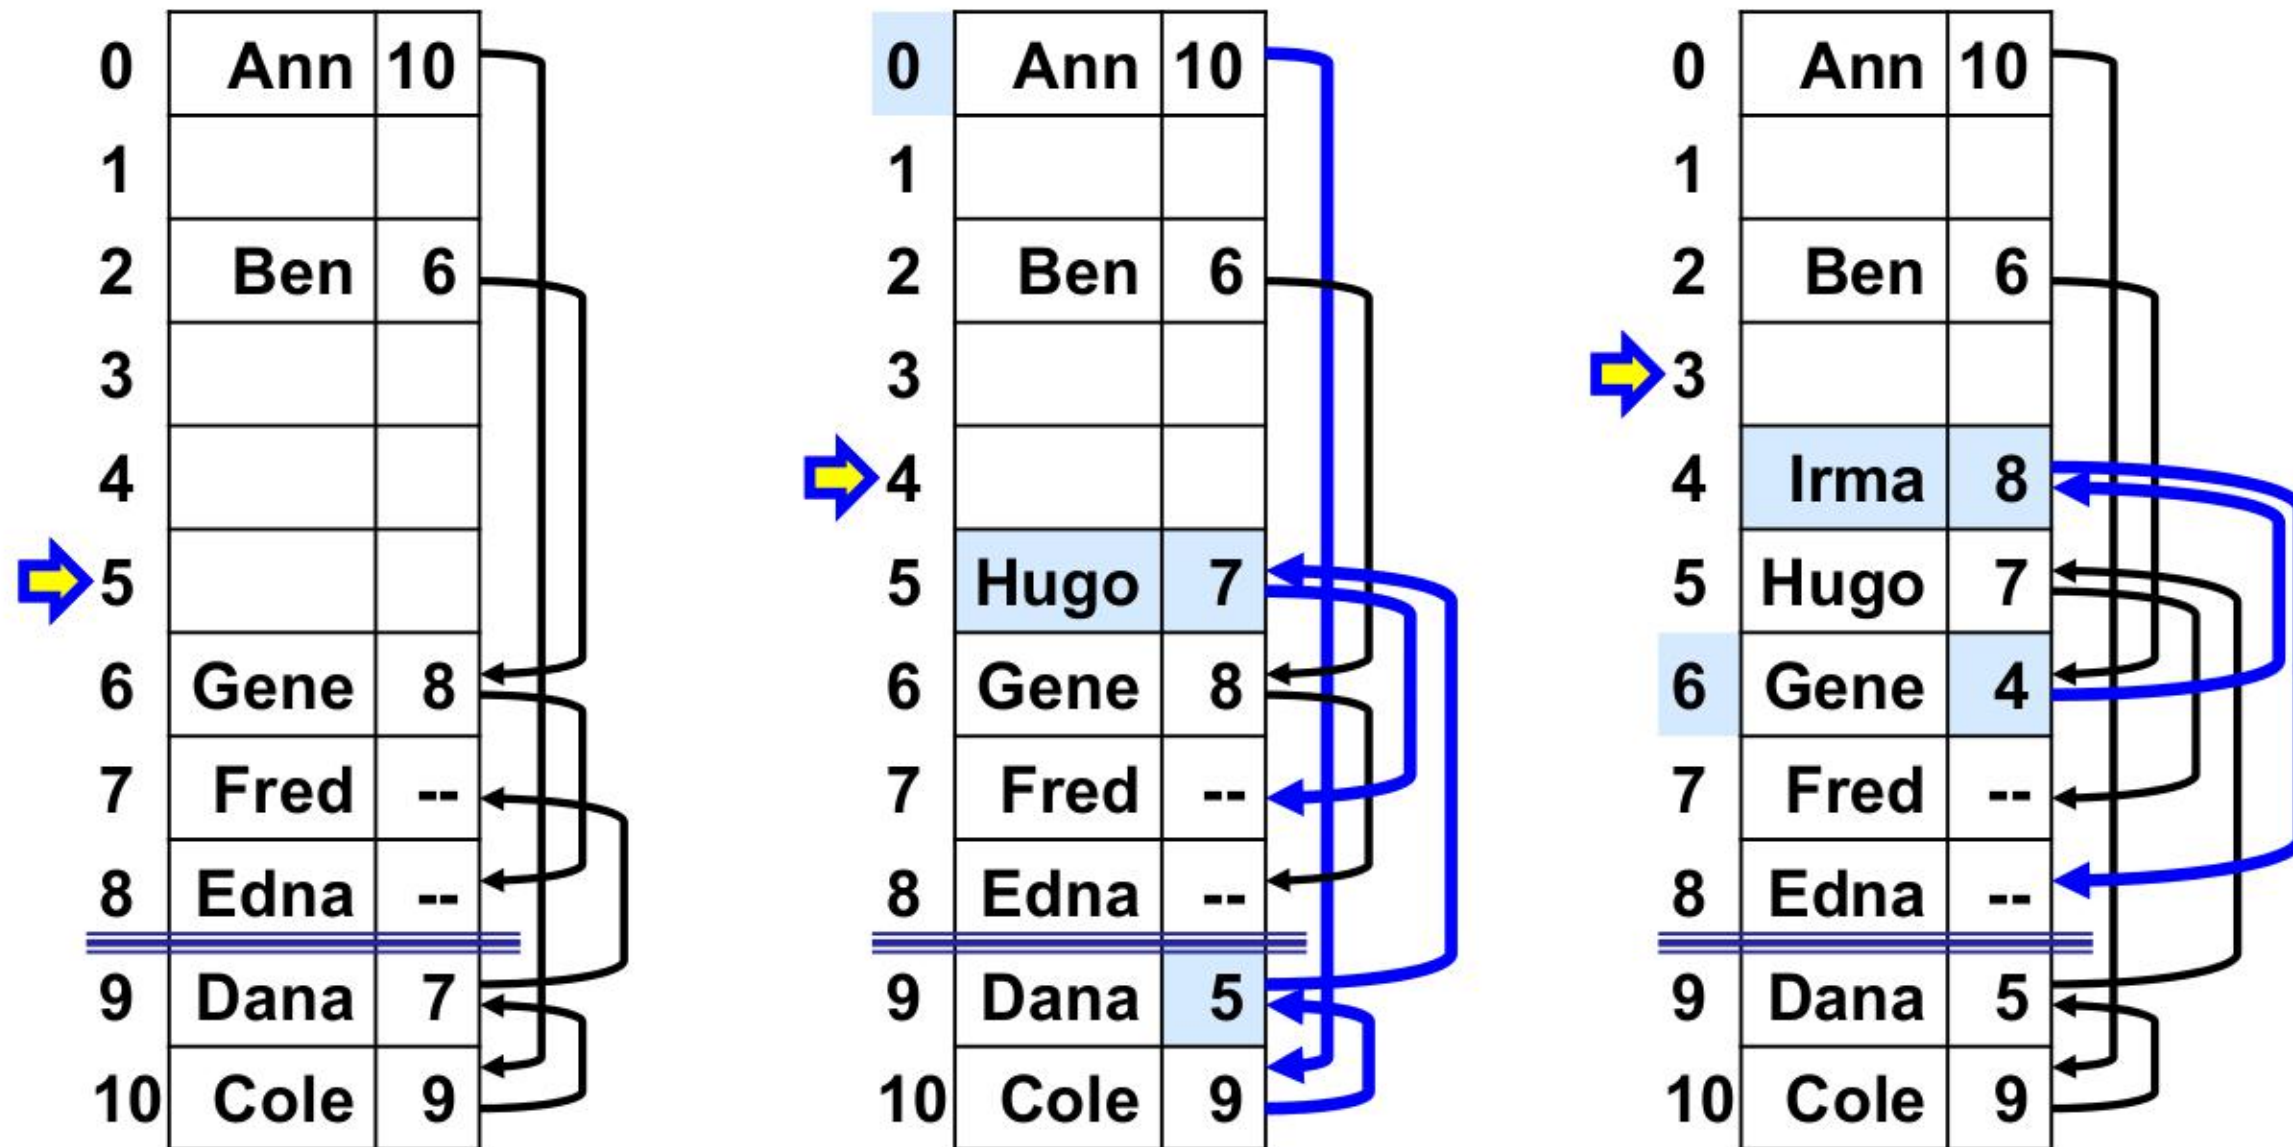 0 Ann 10
1
2 Ben 6
3
4
5
6 Gene 8
7 Fred --
8 Edna --
9 Dana 7
10 Cole 9
0 Ann 10
1
2 Ben 6
3
4
5 Hugo 7
6 Gene 8
7 Fred --
8 Edna --
9 Dana 5
10 Cole 9
0 Ann 10
1
2 Ben 6
3
4 Irma 8
5 Hugo 7
6 Gene 4
7 Fred --
8 Edna --
9 Dana 5
10 Cole 9